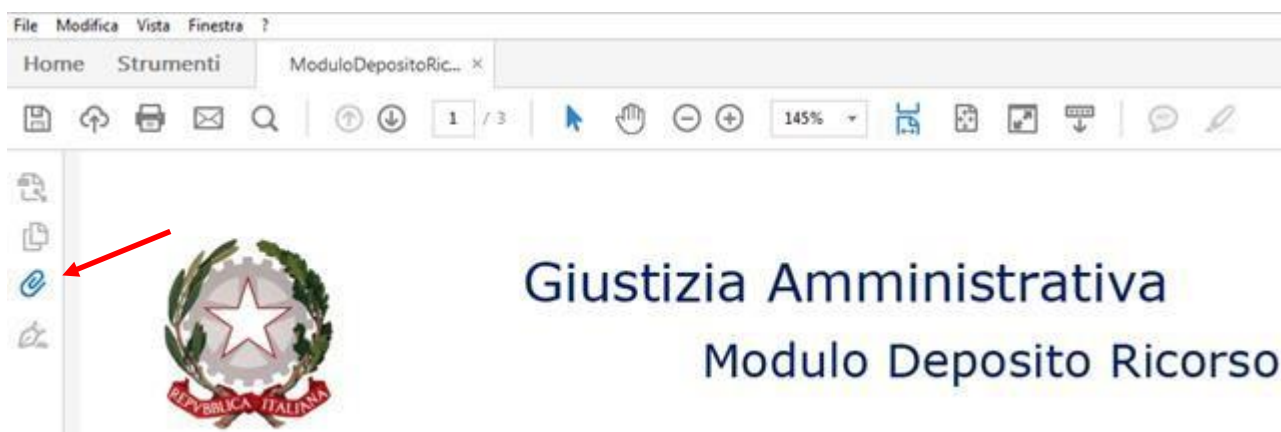 File Modifica Vista Finestra ?
Home Strumenti ModuloDepositoRic... ×
1 / 3 145%
Giustizia Amministrativa
Modulo Deposito Ricorso
REPVBBLICA ITALIANA